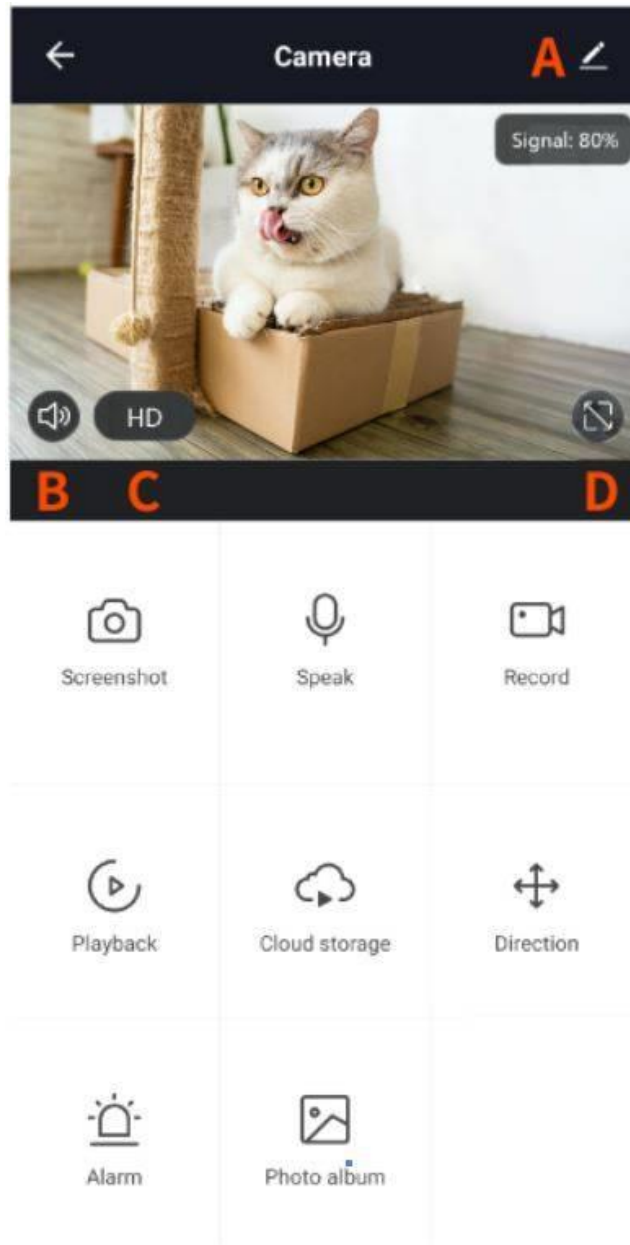 Camera A
Signal: 80%
HD
B C D
Screenshot Speak Record
Playback Cloud storage Direction
Alarm Photo album